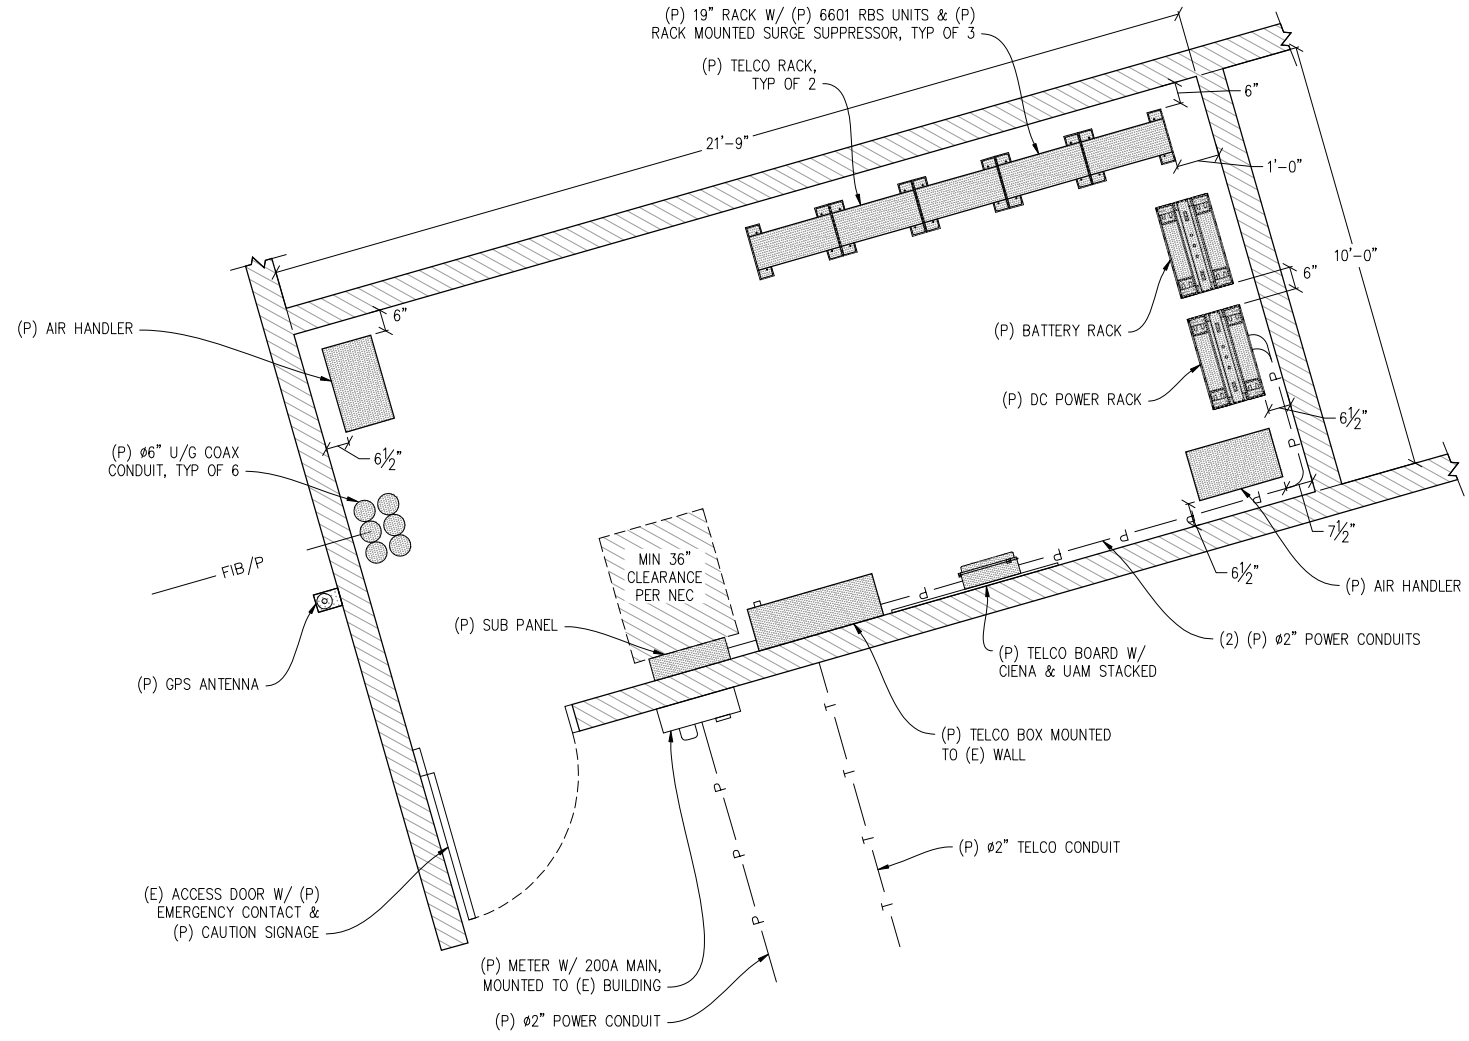 (P) 19" RACK W/ (P) 6601 RBS UNITS & (P)
RACK MOUNTED SURGE SUPPRESSOR, TYP OF 3
(P) TELCO RACK,
TYP OF 2
21'-9"
6"
1'-0"
10'-0"
6"
(P) AIR HANDLER
6"
(P) BATTERY RACK
(P) DC POWER RACK
P
6½"
P
(P) ø6" U/G COAX
CONDUIT, TYP OF 6
6½"
P
P
P
P
P
7½"
6½"
(P) AIR HANDLER
FIB/P
MIN 36"
CLEARANCE
PER NEC
(P) SUB PANEL
(2) (P) ø2" POWER CONDUITS
(P) TELCO BOARD W/
CIENA & UAM STACKED
(P) GPS ANTENNA
(P) TELCO BOX MOUNTED
TO (E) WALL
T
T
T
T
P
P
P
(P) ø2" TELCO CONDUIT
(E) ACCESS DOOR W/ (P)
EMERGENCY CONTACT &
(P) CAUTION SIGNAGE
(P) METER W/ 200A MAIN,
MOUNTED TO (E) BUILDING
(P) ø2" POWER CONDUIT